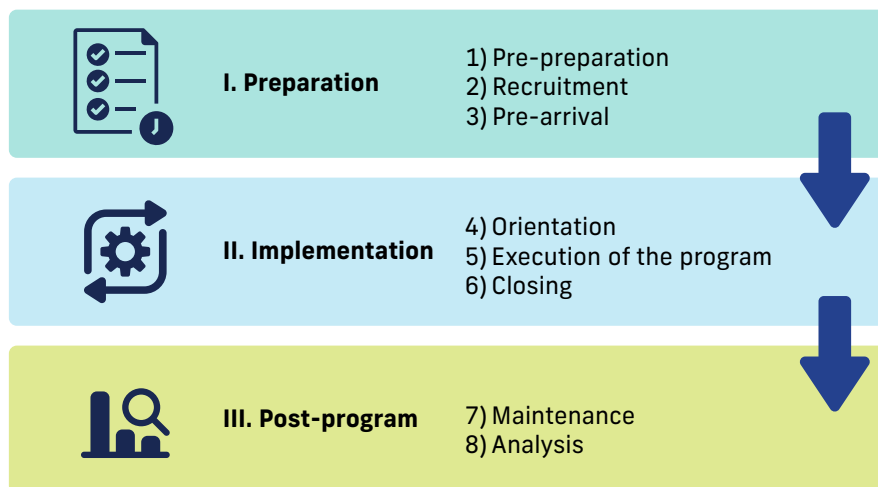 I. Preparation
1) Pre-preparation
2) Recruitment
3) Pre-arrival
II. Implementation
4) Orientation
5) Execution of the program
6) Closing
III. Post-program
7) Maintenance
8) Analysis